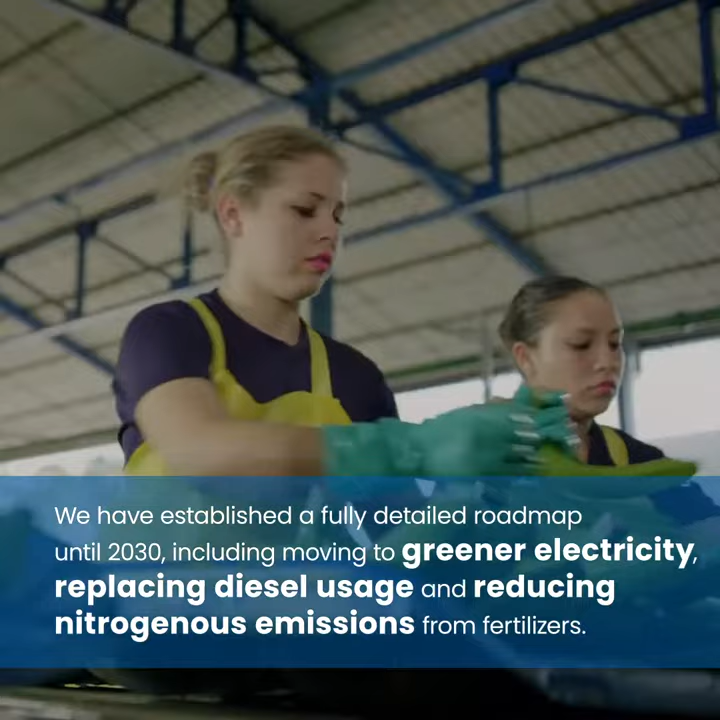 We have established a fully detailed roadmap
until 2030, including moving to greener electricity,
replacing diesel usage and reducing
nitrogenous emissions from fertilizers.